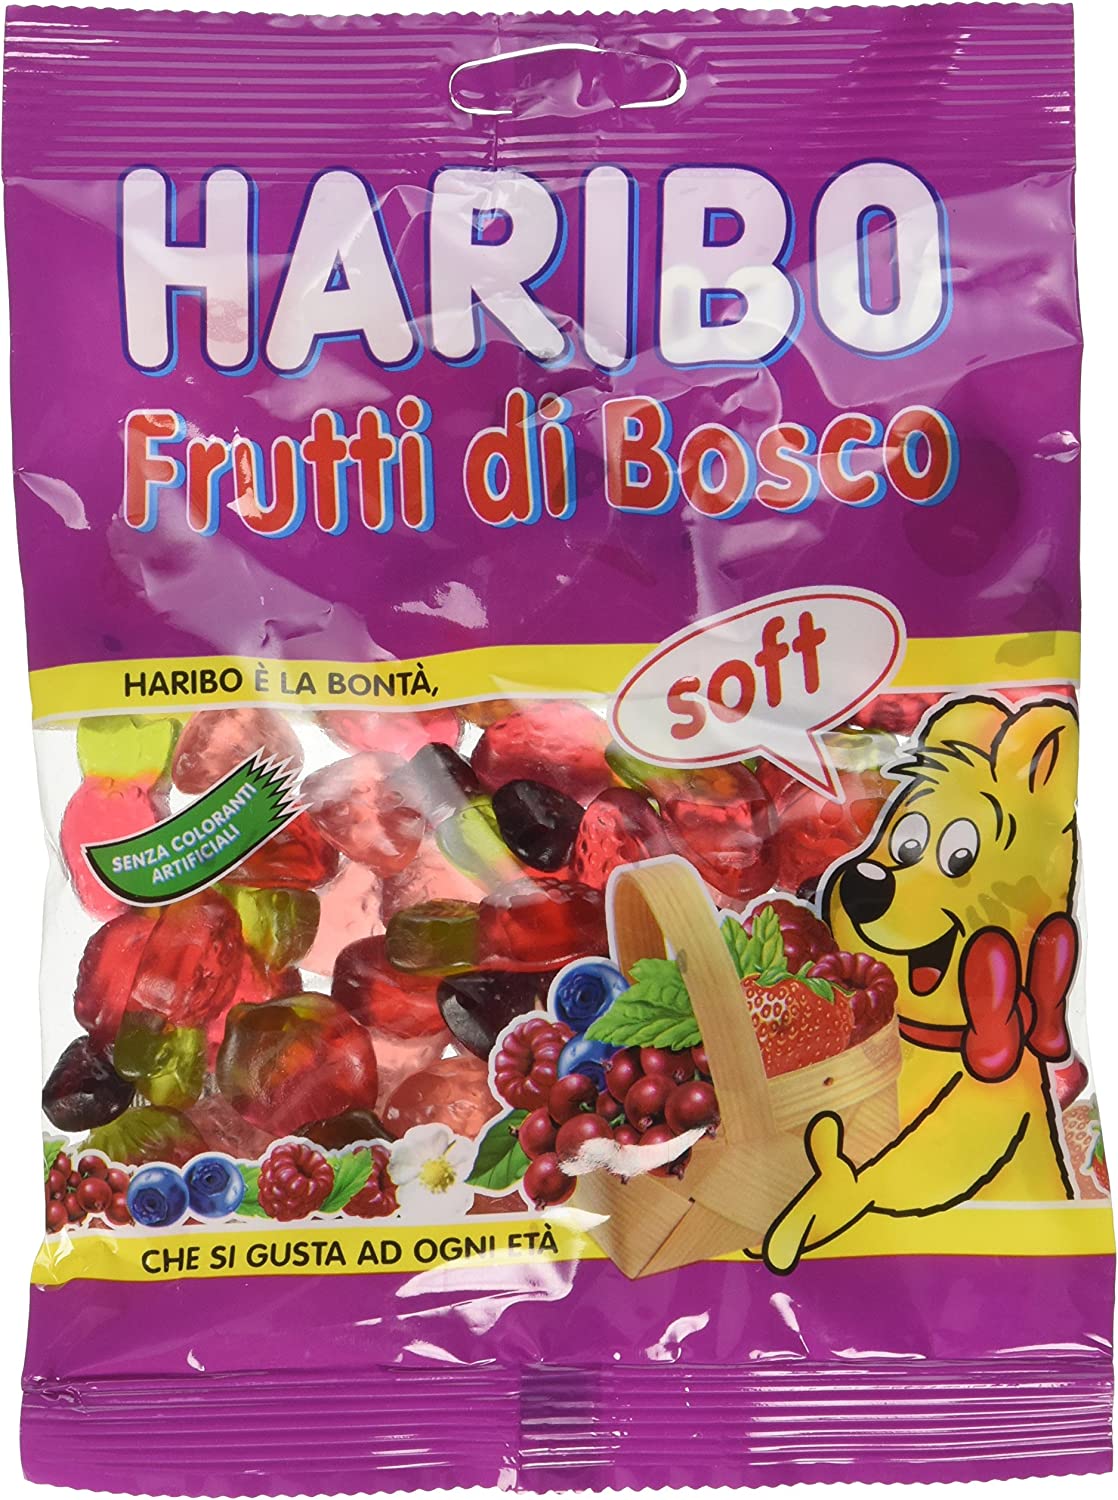 HARIBO
Frutti di Bosco
soft
HARIBO È LA BONTÀ,
SENZA COLORANTI
ARTIFICIALI
CHE SI GUSTA AD OGNI ETÀ